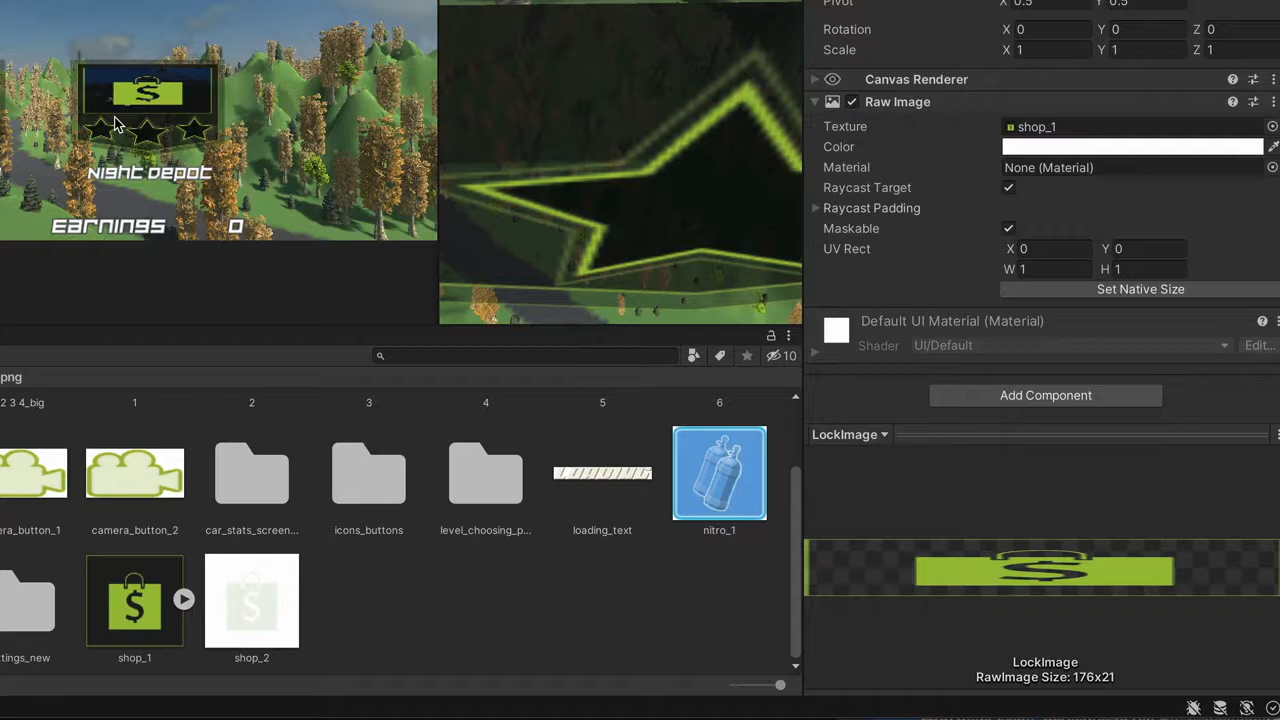 Night Depot
Earnings 0
png
2 3 4_big
1
2
3
4
5
6
10
era_button_1
camera_button_2
car_stats_screen...
icons_buttons
level_choosing_p...
loading_text
nitro_1
ttings_new
shop_1
shop_2
Pivot X 0.5 Y 0.5
Rotation X 0 Y 0 Z 0
Scale X 1 Y 1 Z 1
Canvas Renderer
Raw Image
Texture shop_1
Color
Material None (Material)
Raycast Target
Raycast Padding
Maskable
UV Rect X 0 Y 0
W 1 H 1
Set Native Size
Default UI Material (Material)
Shader UI/Default Edit...
Add Component
LockImage
LockImage
RawImage Size: 176x21